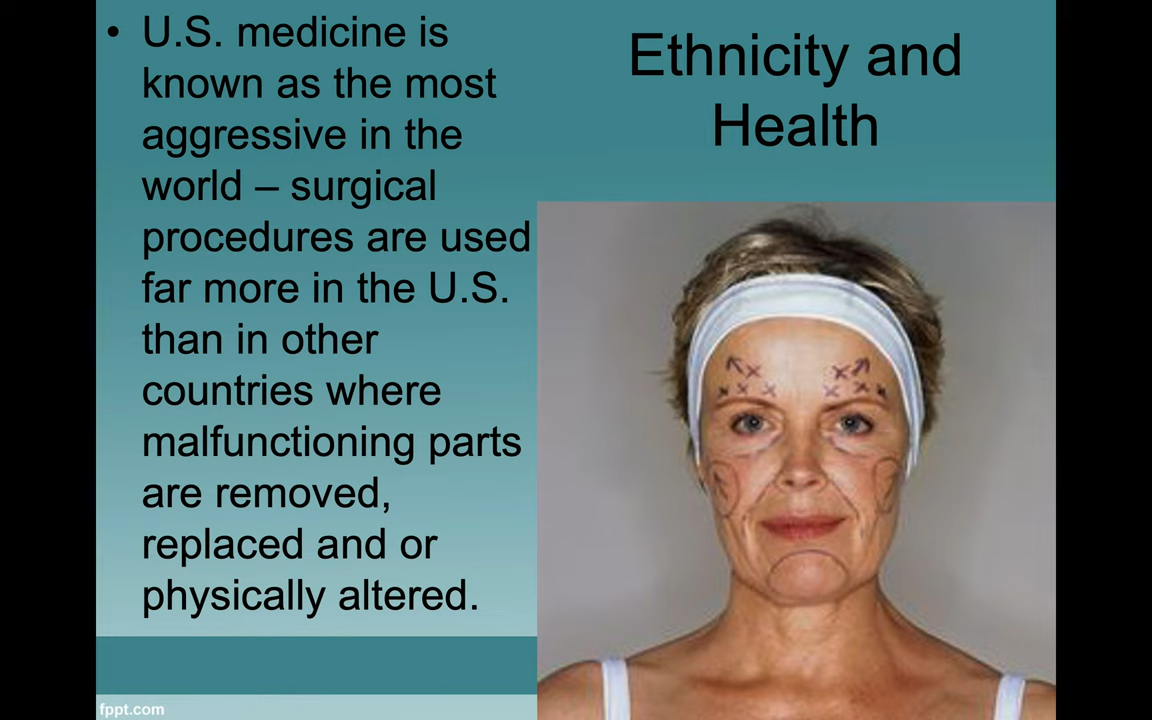 Ethnicity and
Health
• U.S. medicine is
known as the most
aggressive in the
world – surgical
procedures are used
far more in the U.S.
than in other
countries where
malfunctioning parts
are removed,
replaced and or
physically altered.
fppt.com